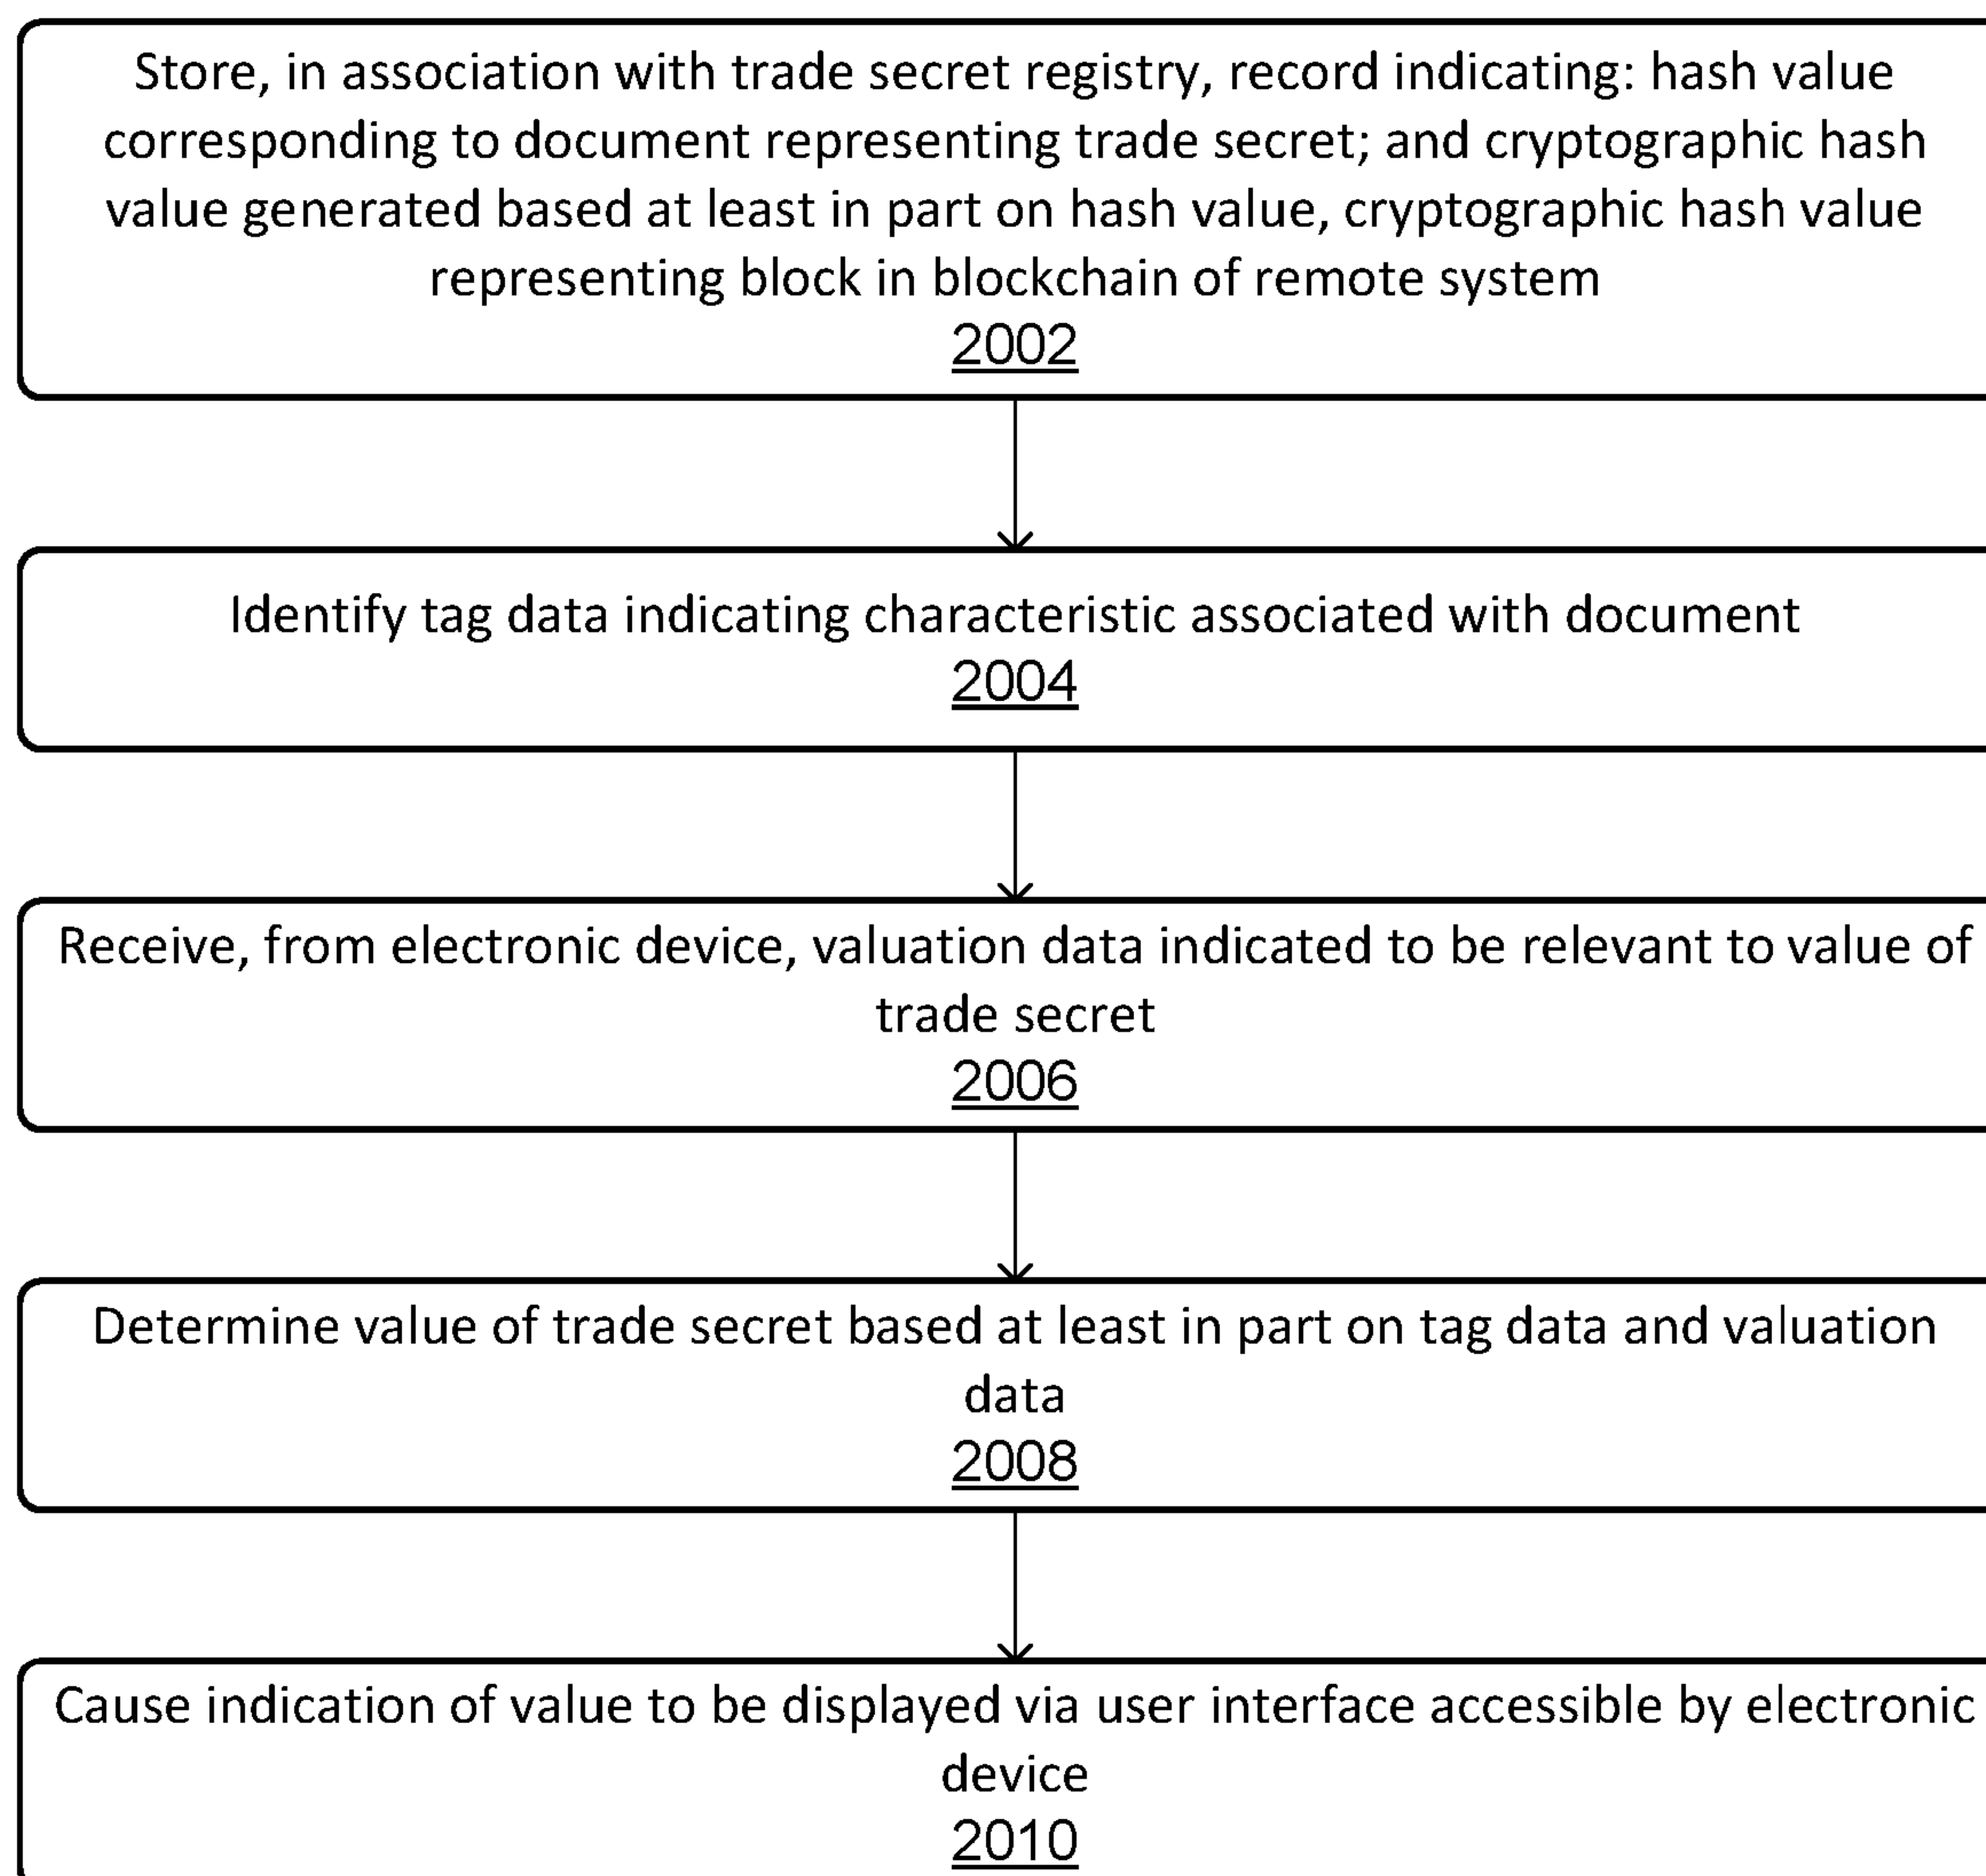 Store, in association with trade secret registry, record indicating: hash value
corresponding to document representing trade secret; and cryptographic hash
value generated based at least in part on hash value, cryptographic hash value
representing block in blockchain of remote system
2002
Identify tag data indicating characteristic associated with document
2004
Receive, from electronic device, valuation data indicated to be relevant to value of
trade secret
2006
Determine value of trade secret based at least in part on tag data and valuation
data
2008
Cause indication of value to be displayed via user interface accessible by electronic
device
2010